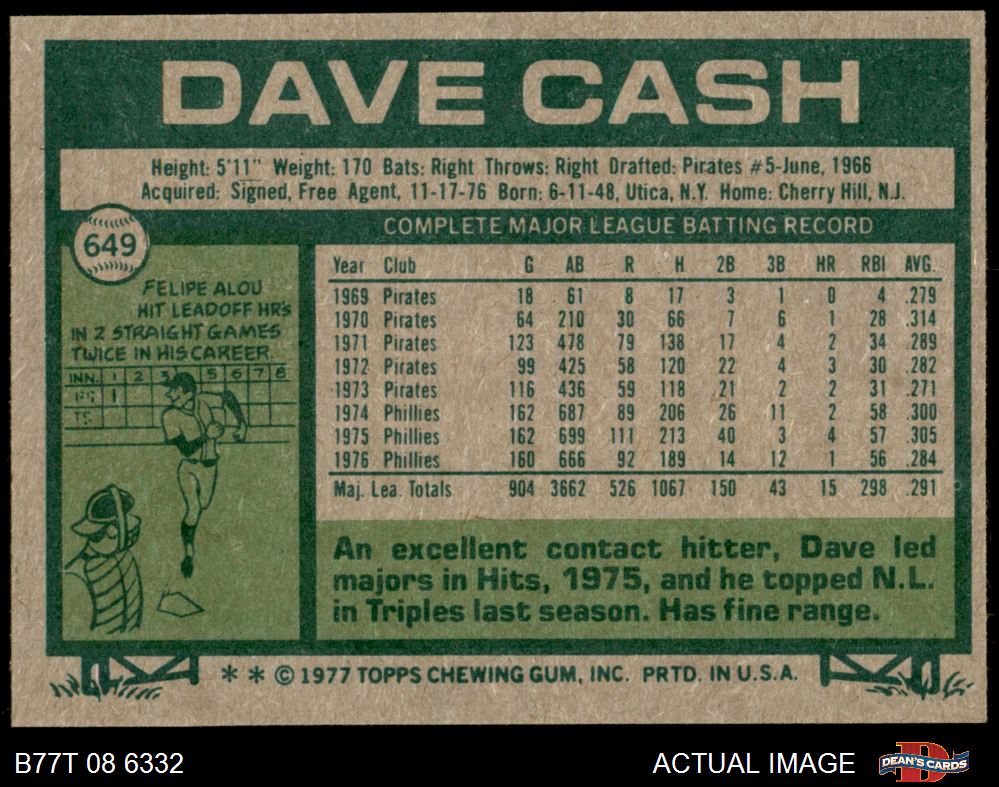 DAVE CASH
Height: 5'11" Weight: 170 Bats: Right Throws: Right Drafted: Pirates #5-June, 1966
Acquired: Signed, Free Agent, 11-17-76 Born: 6-11-48, Utica, N.Y. Home: Cherry Hill, N.J.
649
FELIPE ALOU
HIT LEADOFF HR'S
IN 2 STRAIGHT GAMES
TWICE IN HIS CAREER.
INN. 1 2 3 5 6 7 8
1
COMPLETE MAJOR LEAGUE BATTING RECORD
Year Club G AB R H 2B 3B HR RBI AVG.
1969 Pirates 18 61 8 17 3 1 0 4 .279
1970 Pirates 64 210 30 66 7 6 1 28 .314
1971 Pirates 123 478 79 138 17 4 2 34 .289
1972 Pirates 99 425 58 120 22 4 3 30 .282
1973 Pirates 116 436 59 118 21 2 2 31 .271
1974 Phillies 162 687 89 206 26 11 2 58 .300
1975 Phillies 162 699 111 213 40 3 4 57 .305
1976 Phillies 160 666 92 189 14 12 1 56 .284
Maj. Lea. Totals 904 3662 526 1067 150 43 15 298 .291
An excellent contact hitter, Dave led
majors in Hits, 1975, and he topped N.L.
in Triples last season. Has fine range.
* * © 1977 TOPPS CHEWING GUM, INC. PRTD. IN U.S.A.
B77T 08 6332
ACTUAL IMAGE
DEAN'S CARDS